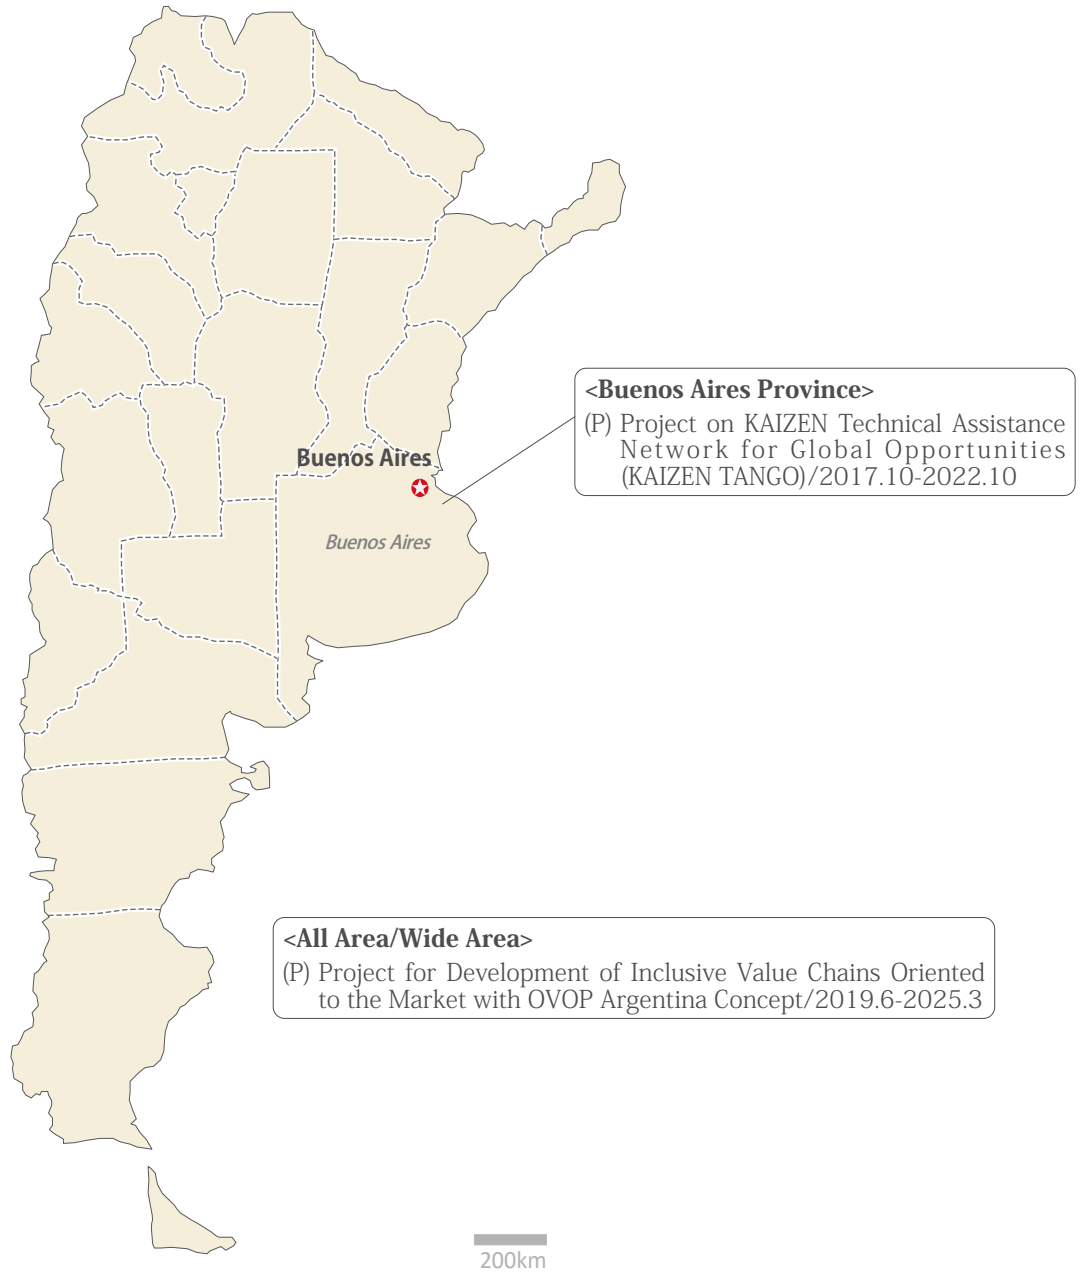 <Buenos Aires Province>
(P) Project on KAIZEN Technical Assistance
Network for Global Opportunities
(KAIZEN TANGO)/2017.10-2022.10
Buenos Aires
Buenos Aires
<All Area/Wide Area>
(P) Project for Development of Inclusive Value Chains Oriented
to the Market with OVOP Argentina Concept/2019.6-2025.3
200km